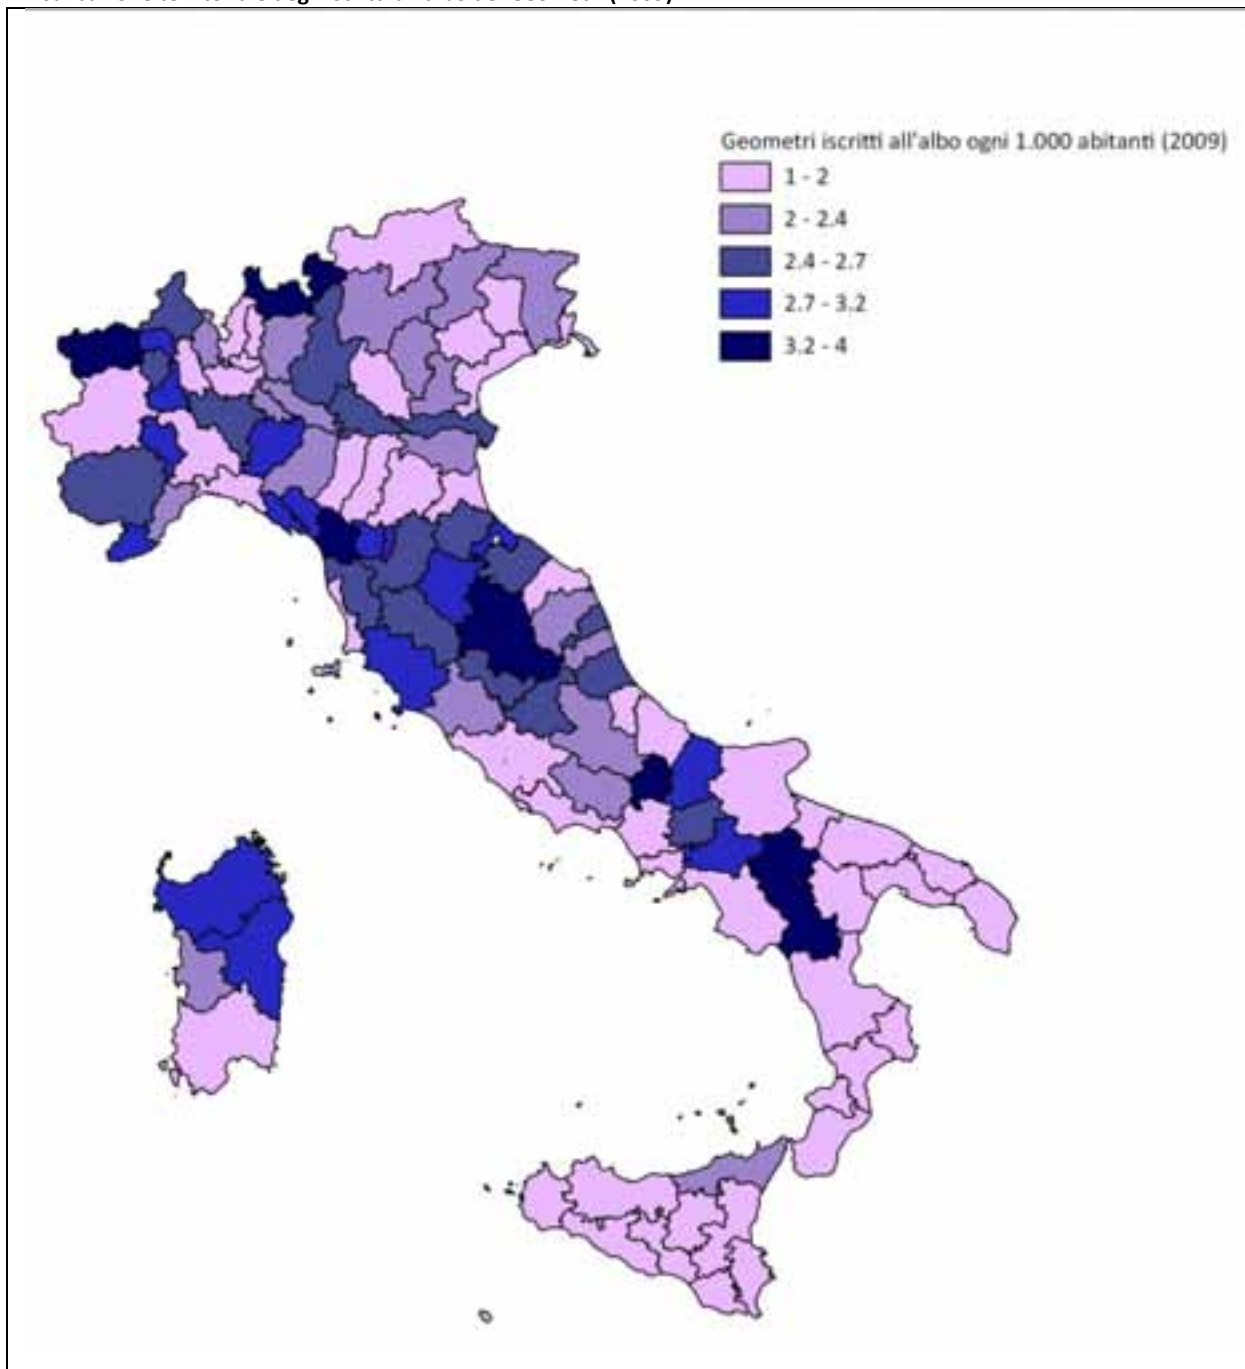 (2009)
Geometri iscritti all'albo ogni 1.000 abitanti (2009)
1 - 2
2 - 2.4
2.4 - 2.7
2.7 - 3.2
3.2 - 4